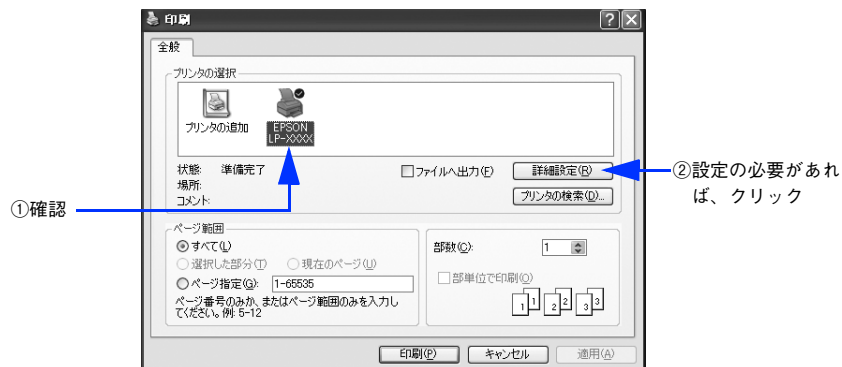 印刷
全般
プリンタの選択
プリンタの追加
EPSON
LP-XXXX
状態: 準備完了
場所:
コメント:
ファイルへ出力(F)
詳細設定(R)
プリンタの検索(D)...
①確認
②設定の必要があれ
ば、クリック
ページ範囲
すべて(L)
選択した部分(T) 現在のページ(U)
ページ指定(G): 1-65535
ページ番号のみか、またはページ範囲のみを入力し
てください。例: 5-12
部数(C): 1
部単位で印刷(O)
1 1 2 2 3 3
印刷(P) キャンセル 適用(A)